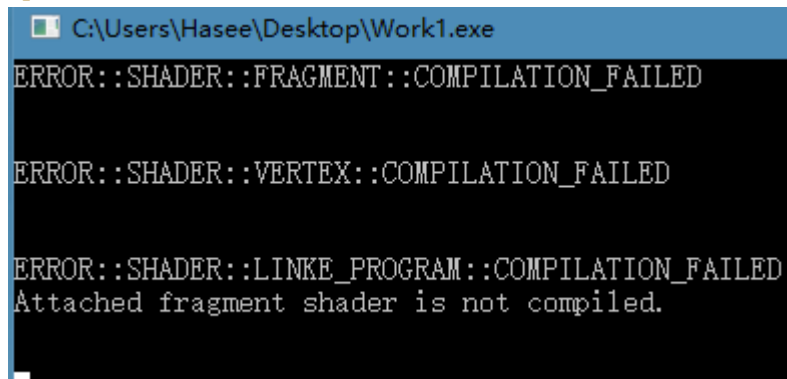 C:\Users\Hasee\Desktop\Work1.exe
ERROR::SHADER::FRAGMENT::COMPILATION_FAILED
ERROR::SHADER::VERTEX::COMPILATION_FAILED
ERROR::SHADER::LINKE_PROGRAM::COMPILATION_FAILED
Attached fragment shader is not compiled.